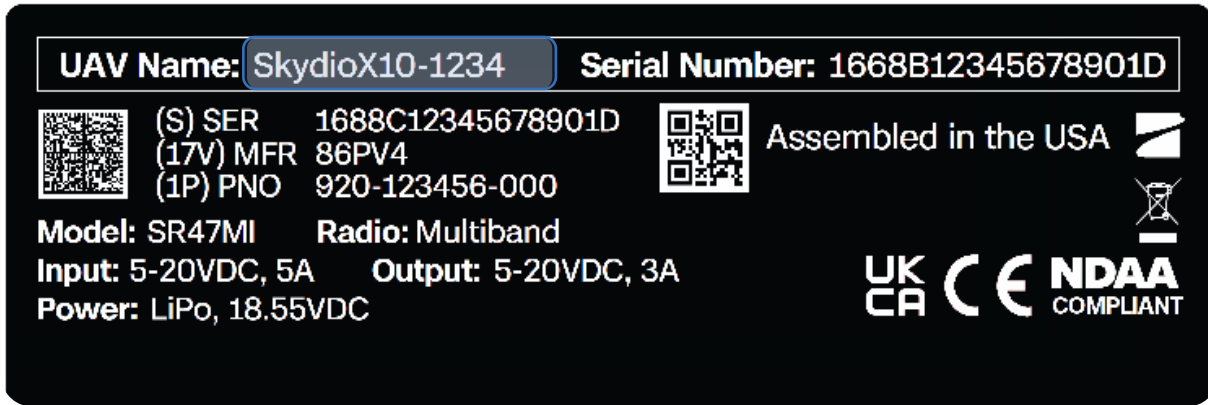 UAV Name: SkydioX10-1234 Serial Number: 1668B12345678901D
(S) SER 1688C12345678901D
(17V) MFR 86PV4
(1P) PNO 920-123456-000
Assembled in the USA
Model: SR47MI Radio: Multiband
Input: 5-20VDC, 5A Output: 5-20VDC, 3A
Power: LiPo, 18.55VDC
UK
CA CE NDAA
COMPLIANT